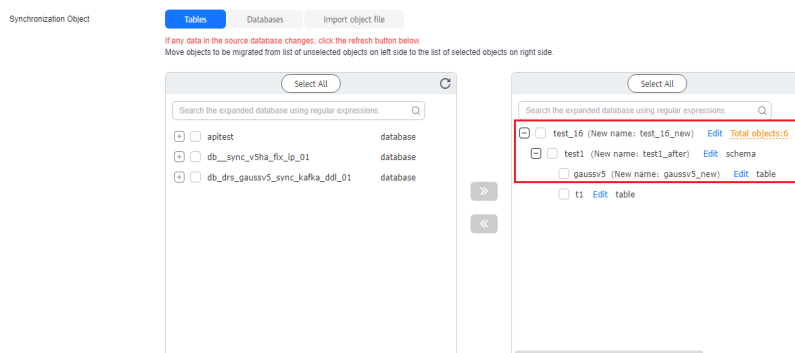 Synchronization Object
Tables Databases Import object file
If any data in the source database changes, click the refresh button below.
Move objects to be migrated from list of unselected objects on left side to the list of selected objects on right side.
Select All
Search the expanded database using regular expressions.
apitest database
db__sync_v5ha_fix_ip_01 database
db_drs_gaussv5_sync_kafka_ddl_01 database
Select All
Search the expanded database using regular expressions.
test_16 (New name: test_16_new) Edit Total objects:6
test1 (New name: test1_after) Edit schema
gaussv5 (New name: gaussv5_new) Edit table
t1 Edit table